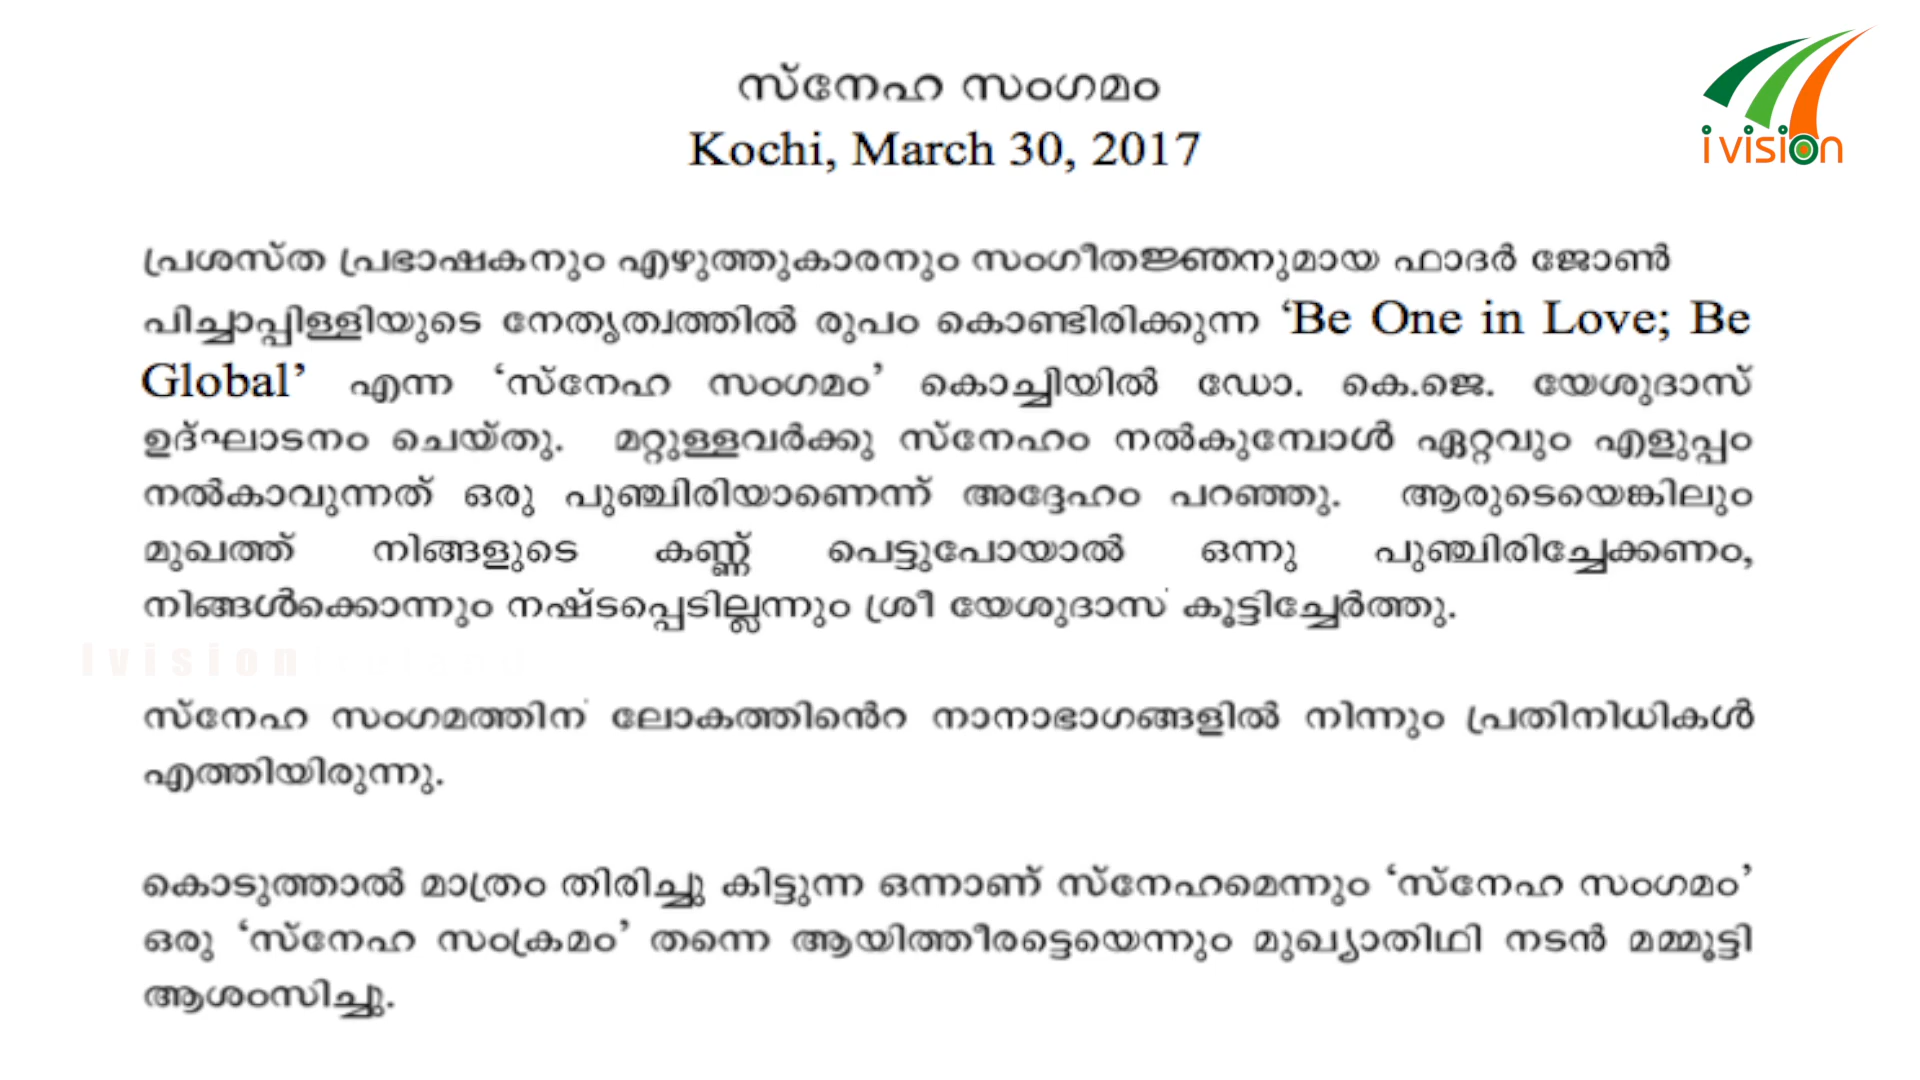 സ്നേഹ സംഗമം
Kochi, March 30, 2017
i vision
പ്രശസ്ത പ്രഭാഷകനും എഴുത്തുകാരനും സംഗീതജ്ഞനുമായ ഫാദർ ജോൺ
പിച്ചാപ്പിള്ളിയുടെ നേതൃത്വത്തിൽ രൂപം കൊണ്ടിരിക്കുന്ന ‘Be One in Love; Be
Global’ എന്ന ‘സ്നേഹ സംഗമം’ കൊച്ചിയിൽ ഡോ. കെ.ജെ. യേശുദാസ്
ഉദ്ഘാടനം ചെയ്തു. മറ്റുള്ളവർക്കു സ്നേഹം നൽകുമ്പോൾ ഏറ്റവും എളുപ്പം
നൽകാവുന്നത് ഒരു പുഞ്ചിരിയാണെന്ന് അദ്ദേഹം പറഞ്ഞു. ആരുടെയെങ്കിലും
മുഖത്ത് നിങ്ങളുടെ കണ്ണ് പെട്ടുപോയാൽ ഒന്നു പുഞ്ചിരിച്ചേക്കണം,
നിങ്ങൾക്കൊന്നും നഷ്ടപ്പെടില്ലന്നും ശ്രീ യേശുദാസ് കൂട്ടിച്ചേർത്തു.
Ivision
സ്നേഹ സംഗമത്തിന് ലോകത്തിൻെറ നാനാഭാഗങ്ങളിൽ നിന്നും പ്രതിനിധികൾ
എത്തിയിരുന്നു.
കൊടുത്താൽ മാത്രം തിരിച്ചു കിട്ടുന്ന ഒന്നാണ് സ്നേഹമെന്നും ‘സ്നേഹ സംഗമം’
ഒരു ‘സ്നേഹ സംക്രമം’ തന്നെ ആയിത്തീരട്ടെയെന്നും മുഖ്യാതിഥി നടൻ മമ്മൂട്ടി
ആശംസിച്ചു.